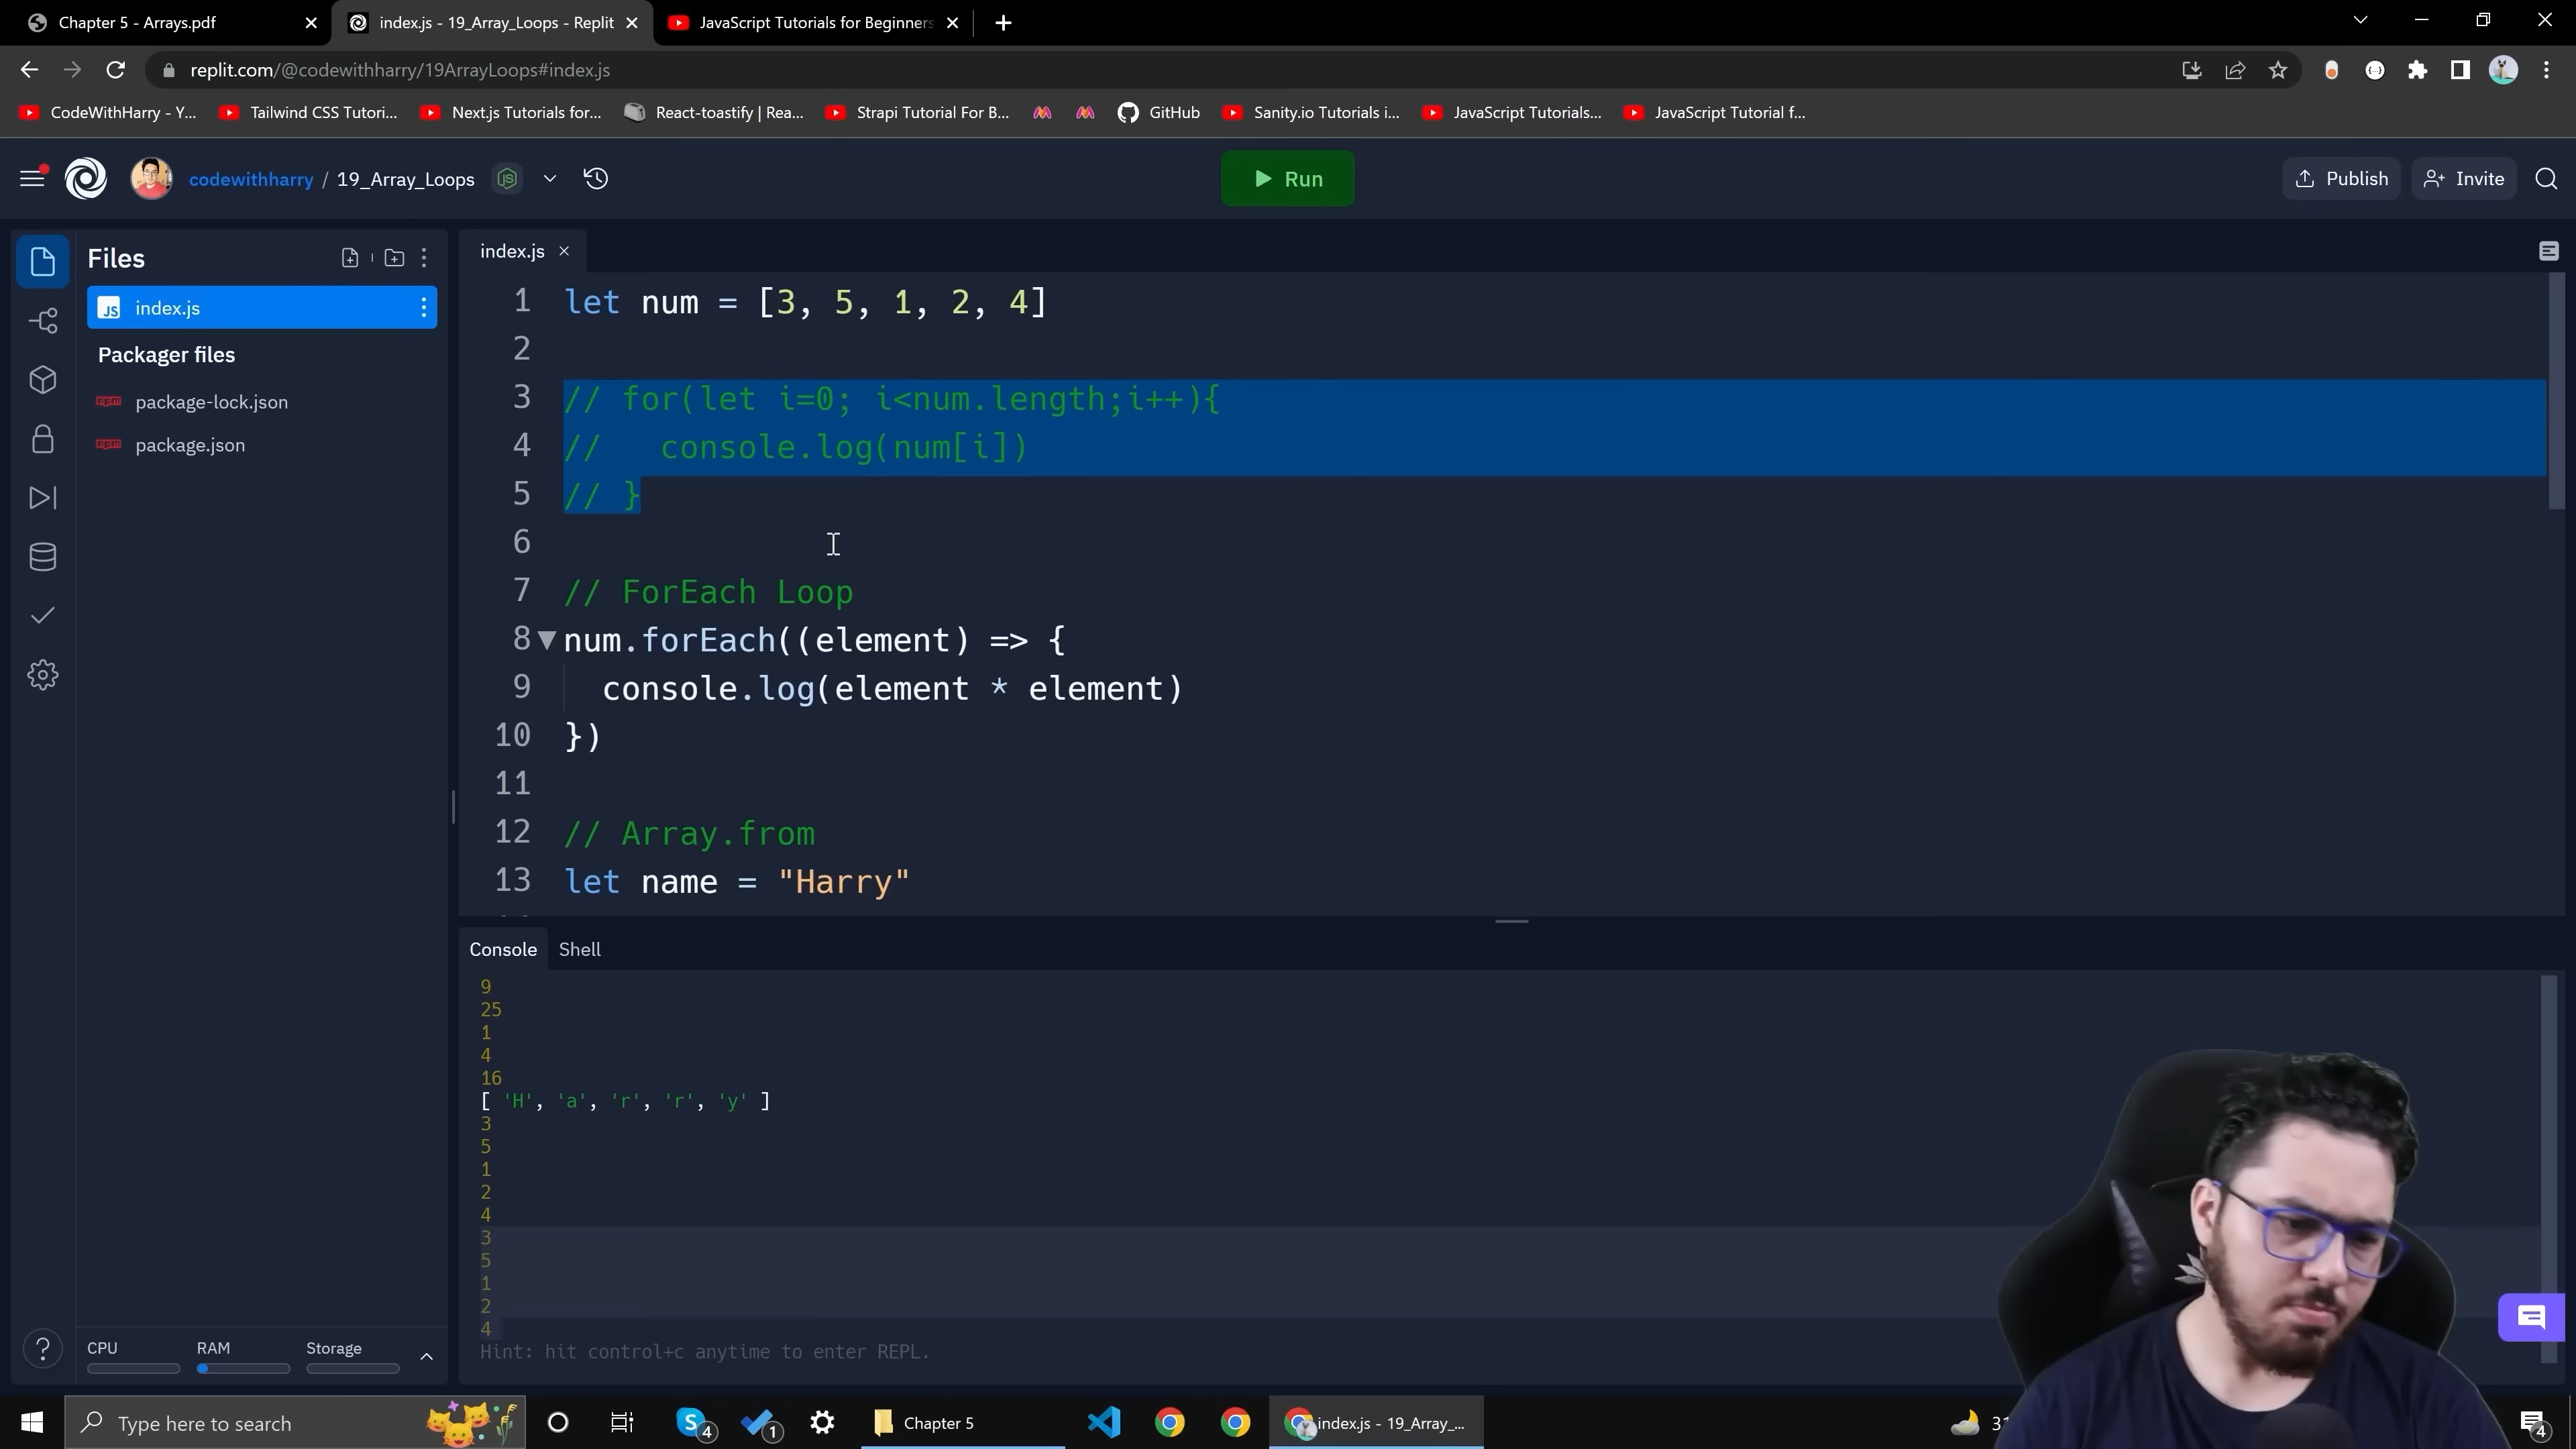 Chapter 5 - Arrays.pdf
index.js - 19_Array_Loops - Replit
JavaScript Tutorials for Beginners
replit.com/@codewithharry/19ArrayLoops#index.js
CodeWithHarry - Y...
Tailwind CSS Tutori...
Next.js Tutorials for...
React-toastify | Rea...
Strapi Tutorial For B...
GitHub
Sanity.io Tutorials i...
JavaScript Tutorials...
JavaScript Tutorial f...
codewithharry / 19_Array_Loops
Run
Publish
Invite
Files
index.js
Packager files
package-lock.json
package.json
index.js
1 let num = [3, 5, 1, 2, 4]
2
3 // for(let i=0; i<num.length;i++){
4 //   console.log(num[i])
5 // }
6
7 // ForEach Loop
8 num.forEach((element) => {
9   console.log(element * element)
10 })
11
12 // Array.from
13 let name = "Harry"
Console
Shell
9
25
1
4
16
[ 'H', 'a', 'r', 'r', 'y' ]
3
5
1
2
4
3
5
1
2
4
Hint: hit control+c anytime to enter REPL.
CPU
RAM
Storage
Type here to search
4
1
Chapter 5
index.js - 19_Array_...
4